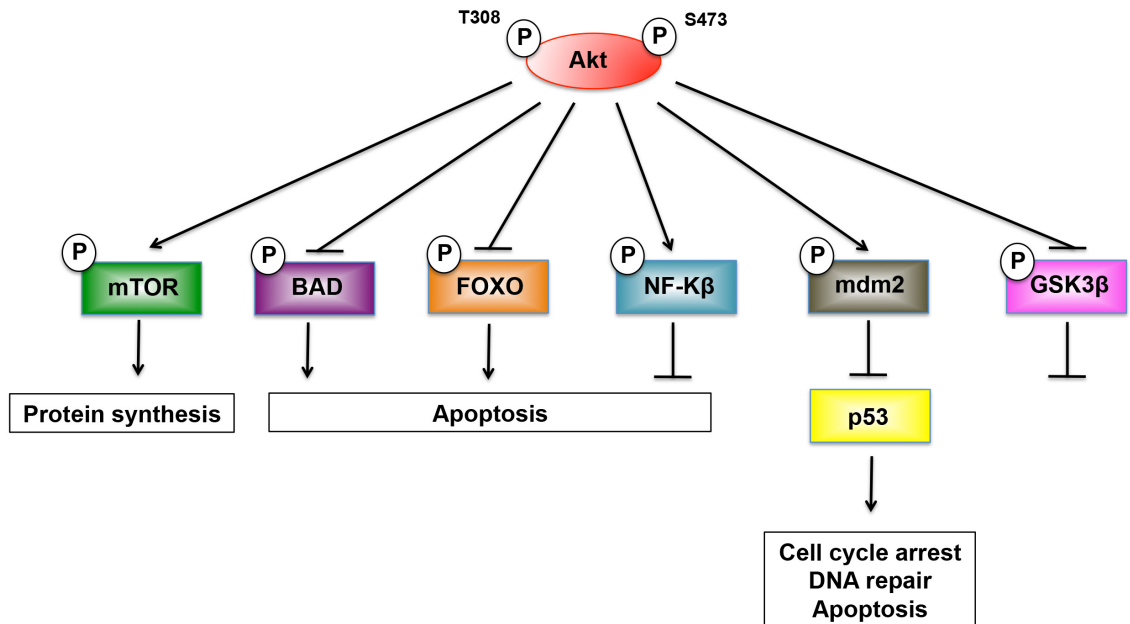 T308
S473
P
P
Akt
P
P
P
P
P
P
mTOR
BAD
FOXO
NF-Kβ
mdm2
GSK3β
Protein synthesis
Apoptosis
p53
Cell cycle arrest
DNA repair
Apoptosis